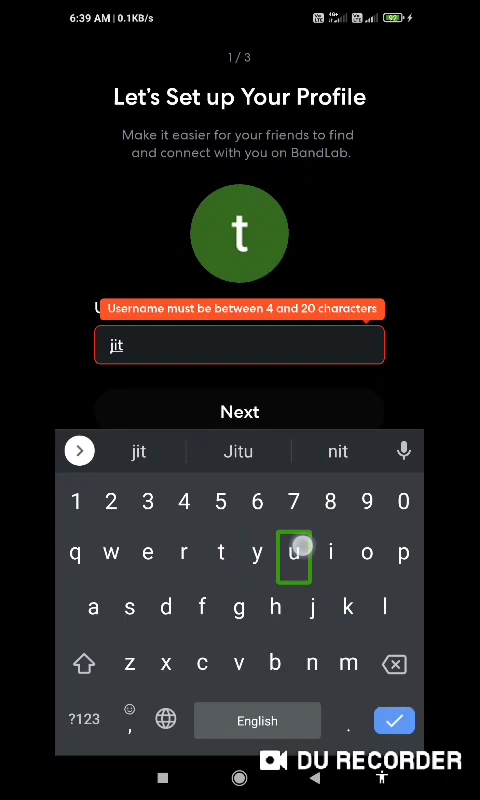 6:39 AM | 0.1KB/s
4G+
92
1 / 3
Let's Set up Your Profile
Make it easier for your friends to find
and connect with you on BandLab.
t
Username must be between 4 and 20 characters
jit
Next
jit Jitu nit
1 2 3 4 5 6 7 8 9 0
q w e r t y u i o p
a s d f g h j k l
z x c v b n m
?123 , English .
DU RECORDER